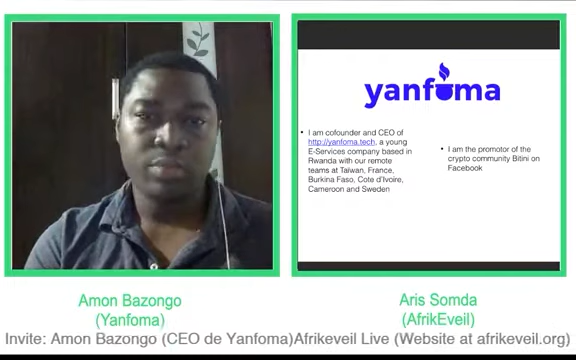 yanfoma
• I am cofounder and CEO of
http://yanfoma.tech, a young
E-Services company based in
Rwanda with our remote
teams at Taiwan, France,
Burkina Faso, Cote d'Ivoire,
Cameroon and Sweden
• I am the promotor of the
crypto community Bitini on
Facebook
Amon Bazongo
(Yanfoma)
Aris Somda
(AfrikEveil)
Invite: Amon Bazongo (CEO de Yanfoma)Afrikeveil Live (Website at afrikeveil.org)